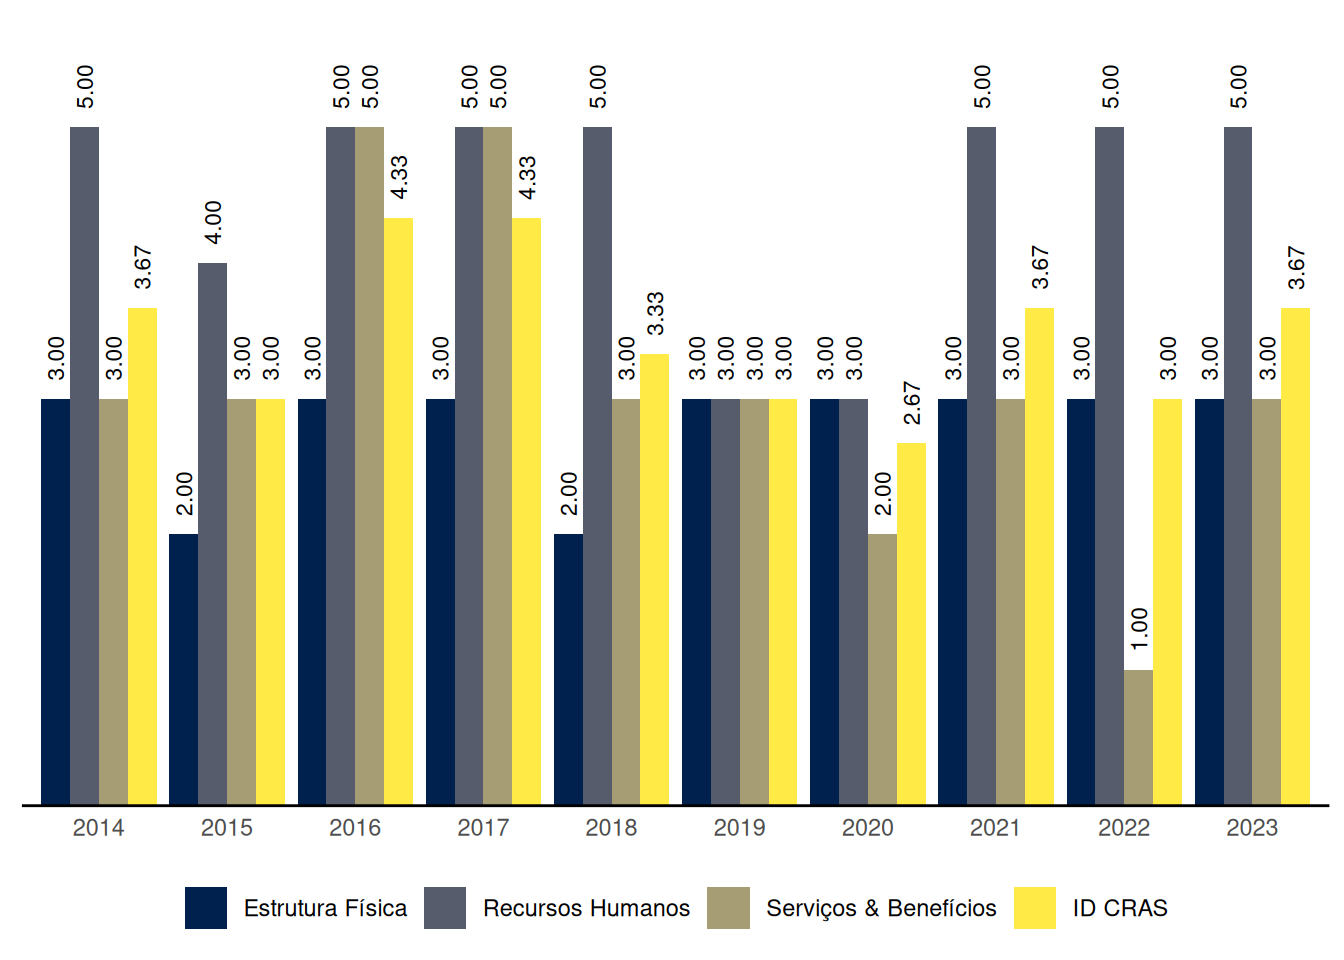 5.00 5.00 5.00 5.00 5.00 5.00 5.00 5.00 5.00
4.33 4.33
4.00
3.67 3.67 3.67
3.33
3.00 3.00 3.00 3.00 3.00 3.00 3.00 3.00 3.00 3.00 3.00 3.00 3.00 3.00 3.00 3.00 3.00 3.00 3.00
2.67
2.00 2.00 2.00
1.00
2014 2015 2016 2017 2018 2019 2020 2021 2022 2023
Estrutura Física Recursos Humanos Serviços & Benefícios ID CRAS